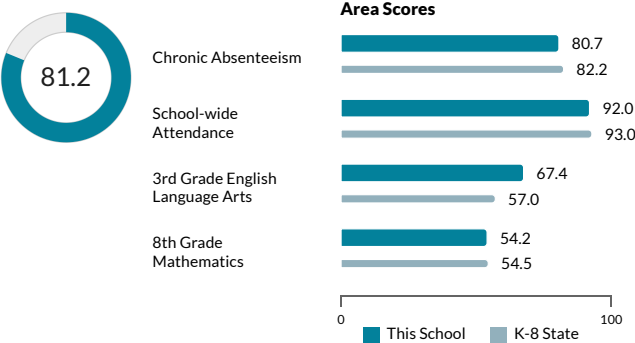 Area Scores
81.2
Chronic Absenteeism
80.7
82.2
School-wide
Attendance
92.0
93.0
3rd Grade English
Language Arts
67.4
57.0
8th Grade
Mathematics
54.2
54.5
0
100
This School
K-8 State